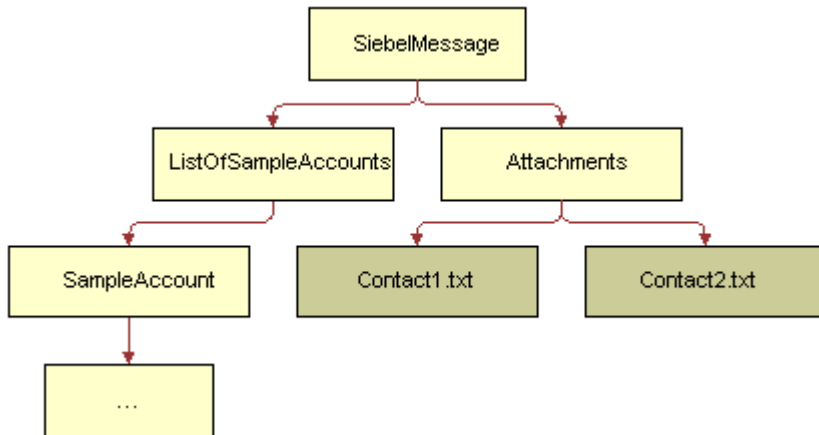 SiebelMessage
ListOfSampleAccounts
Attachments
SampleAccount
Contact1.txt
Contact2.txt
...